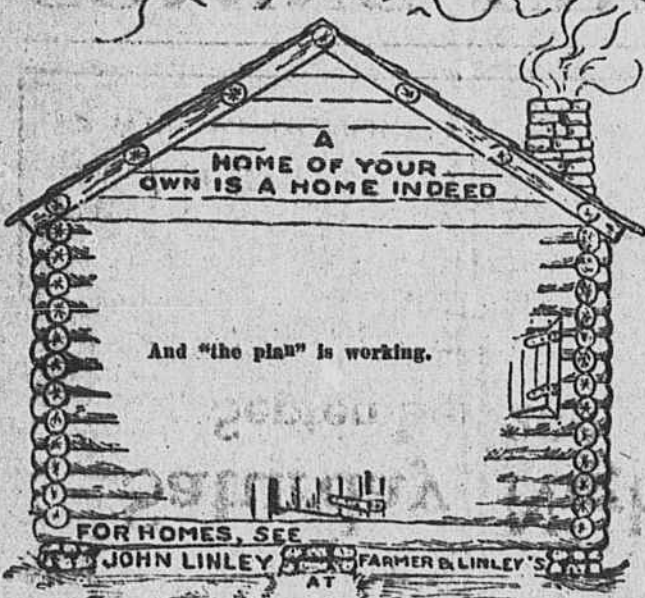 A
HOME OF YOUR
OWN IS A HOME INDEED
And "the plan" is working.
FOR HOMES, SEE
JOHN LINLEY
AT
FARMER & LINLEY'S